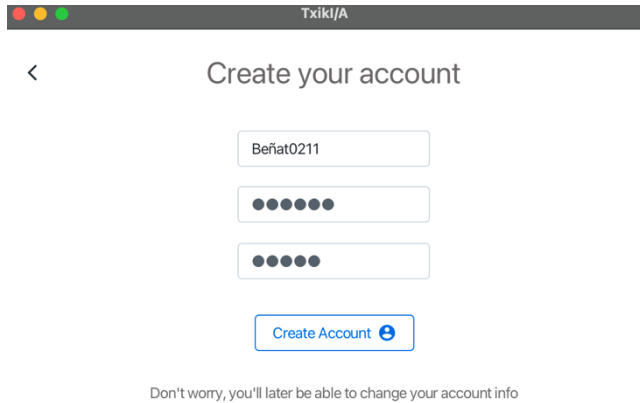 TxikI/A
Create your account
Beñat0211
●●●●●●
●●●●●
Create Account
Don't worry, you'll later be able to change your account info